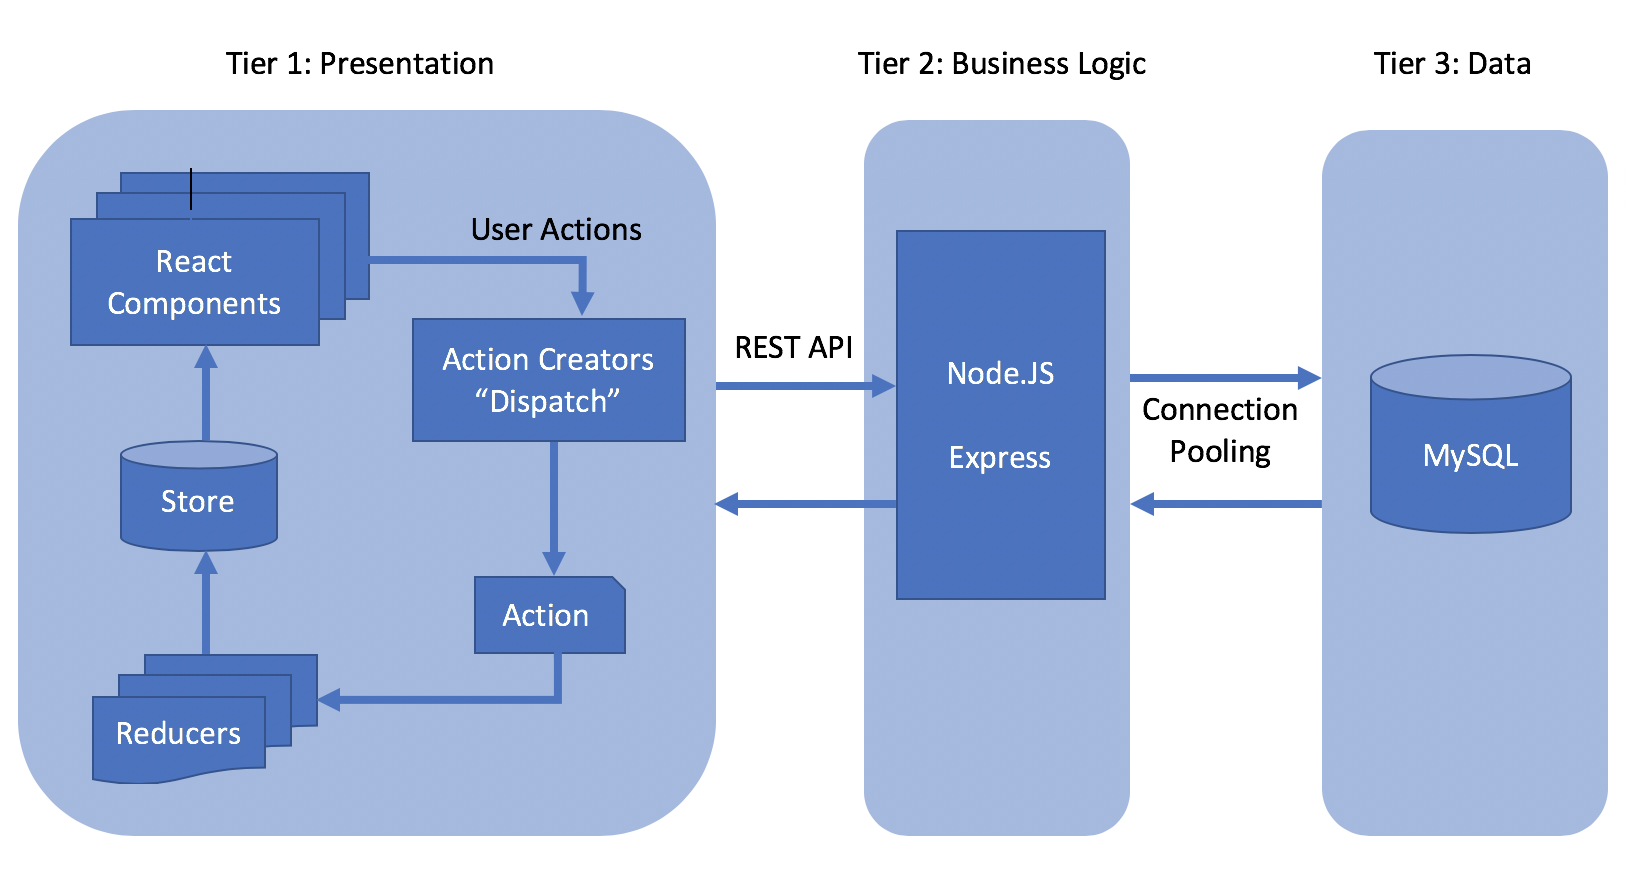 Tier 1: Presentation
Tier 2: Business Logic
Tier 3: Data
React
Components
User Actions
Action Creators
“Dispatch”
Store
Action
Reducers
REST API
Node.JS
Express
Connection
Pooling
MySQL